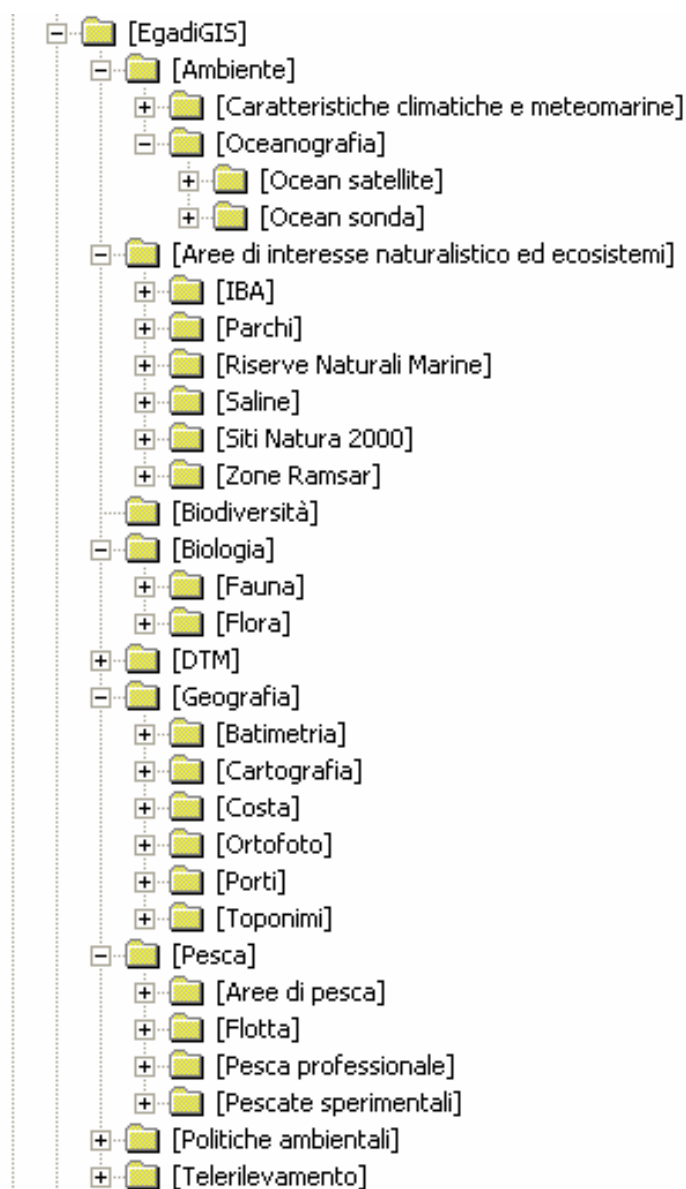 [EgadiGIS]
[Ambiente]
[Caratteristiche climatiche e meteomarine]
[Oceanografia]
[Ocean satellite]
[Ocean sonda]
[Aree di interesse naturalistico ed ecosistemi]
[IBA]
[Parchi]
[Riserve Naturali Marine]
[Saline]
[Siti Natura 2000]
[Zone Ramsar]
[Biodiversità]
[Biologia]
[Fauna]
[Flora]
[DTM]
[Geografia]
[Batimetria]
[Cartografia]
[Costa]
[Ortofoto]
[Porti]
[Toponimi]
[Pesca]
[Aree di pesca]
[Flotta]
[Pesca professionale]
[Pescate sperimentali]
[Politiche ambientali]
[Telerilevamento]